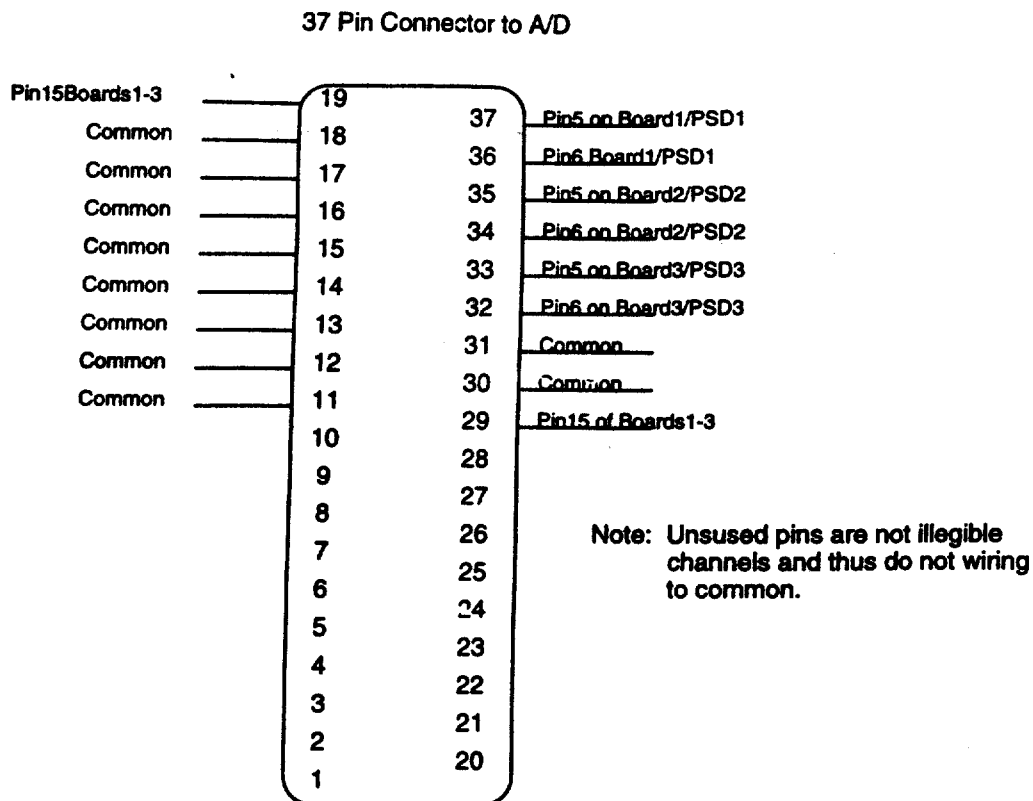 37 Pin Connector to A/D
Pin15Boards1-3 19
37 Pin5 on Board1/PSD1
Common 18
36 Pin6 Board1/PSD1
Common 17
35 Pin5 on Board2/PSD2
Common 16
34 Pin6 on Board2/PSD2
Common 15
33 Pin5 on Board3/PSD3
Common 14
32 Pin6 on Board3/PSD3
Common 13
31 Common
Common 12
30 Common
Common 11
29 Pin15 of Boards1-3
10
28
9
27
8
26
7
25
6
24
5
23
4
22
3
21
2
20
1
Note: Unsused pins are not illegible
channels and thus do not wiring
to common.